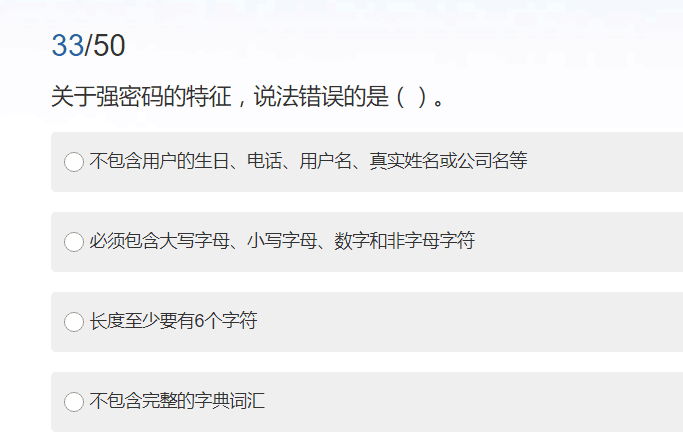 33/50
关于强密码的特征，说法错误的是（ ）。
不包含用户的生日、电话、用户名、真实姓名或公司名等
必须包含大写字母、小写字母、数字和非字母字符
长度至少要有6个字符
不包含完整的字典词汇